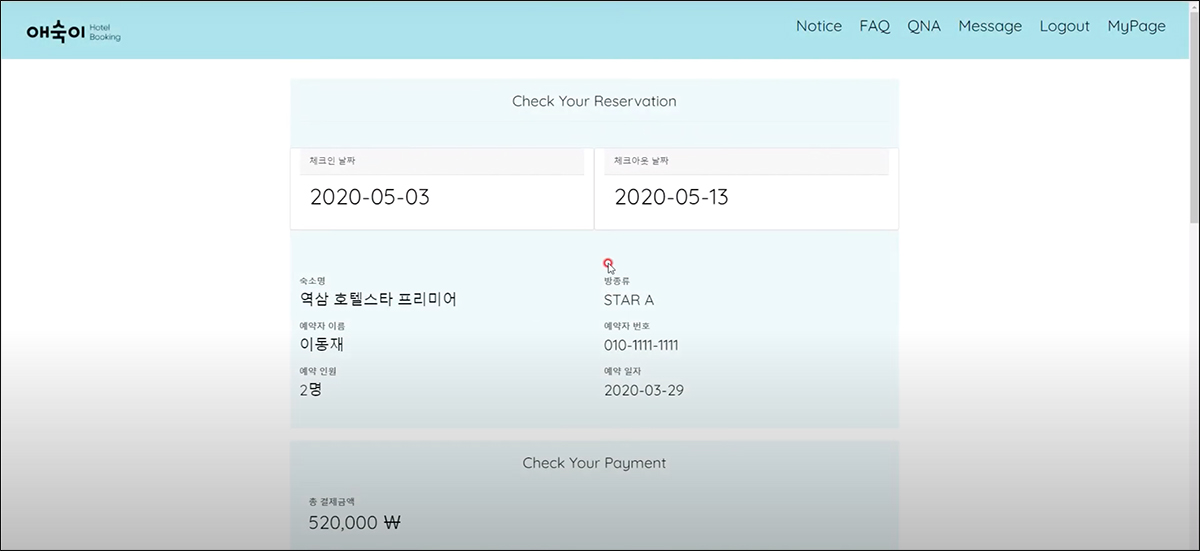 애숙이 Hotel Booking
Notice FAQ QNA Message Logout MyPage
Check Your Reservation
체크인 날짜
2020-05-03
체크아웃 날짜
2020-05-13
숙소명
역삼 호텔스타 프리미어
방종류
STAR A
예약자 이름
이동재
예약자 번호
010-1111-1111
예약 인원
2명
예약 일자
2020-03-29
Check Your Payment
총 결제금액
520,000 ₩